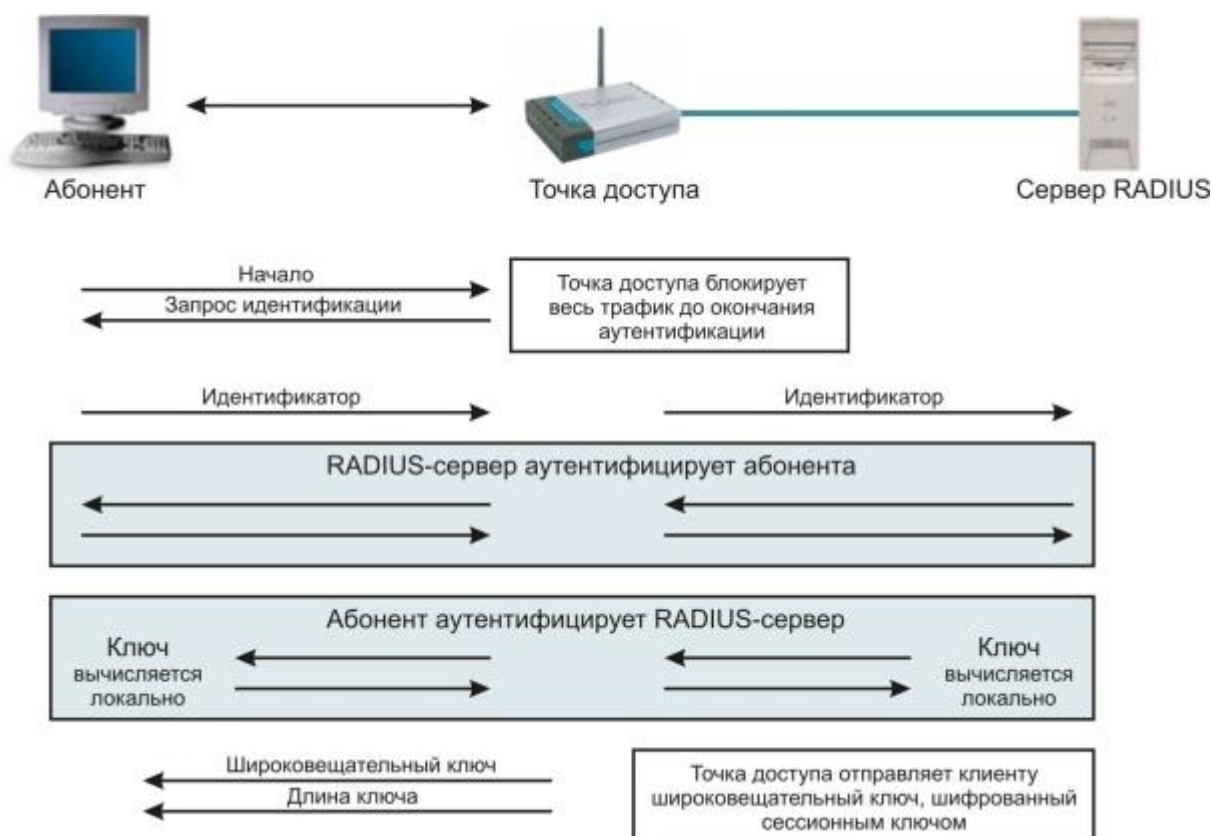 Абонент
Точка доступа
Сервер RADIUS
Начало
Запрос идентификации
Точка доступа блокирует
весь трафик до окончания
аутентификации
Идентификатор
Идентификатор
RADIUS-сервер аутентифицирует абонента
Абонент аутентифицирует RADIUS-сервер
Ключ
вычисляется
локально
Ключ
вычисляется
локально
Широковещательный ключ
Длина ключа
Точка доступа отправляет клиенту
широковещательный ключ, шифрованный
сессионным ключом